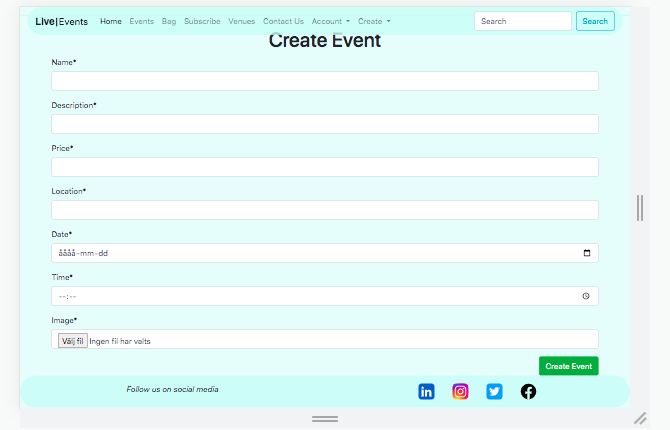 Live|Events Home Events Bag Subscribe Venues Contact Us Account Create Search Search
Create Event
Name*
Description*
Price*
Location*
Date*
åååå-mm-dd
Time*
--:--
Image*
Välj fil Ingen fil har valts
Create Event
Follow us on social media